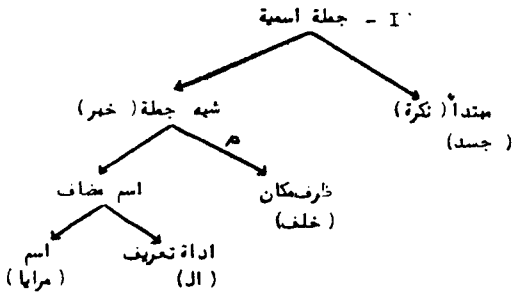 I - جملة اسمية
مبتدأ (نكرة) شبه جملة (خبر)
(جسد)
م
ظرف مكان اسم مضاف
(خلف)
اداة تعريف اسم
(ال) (مرايا)